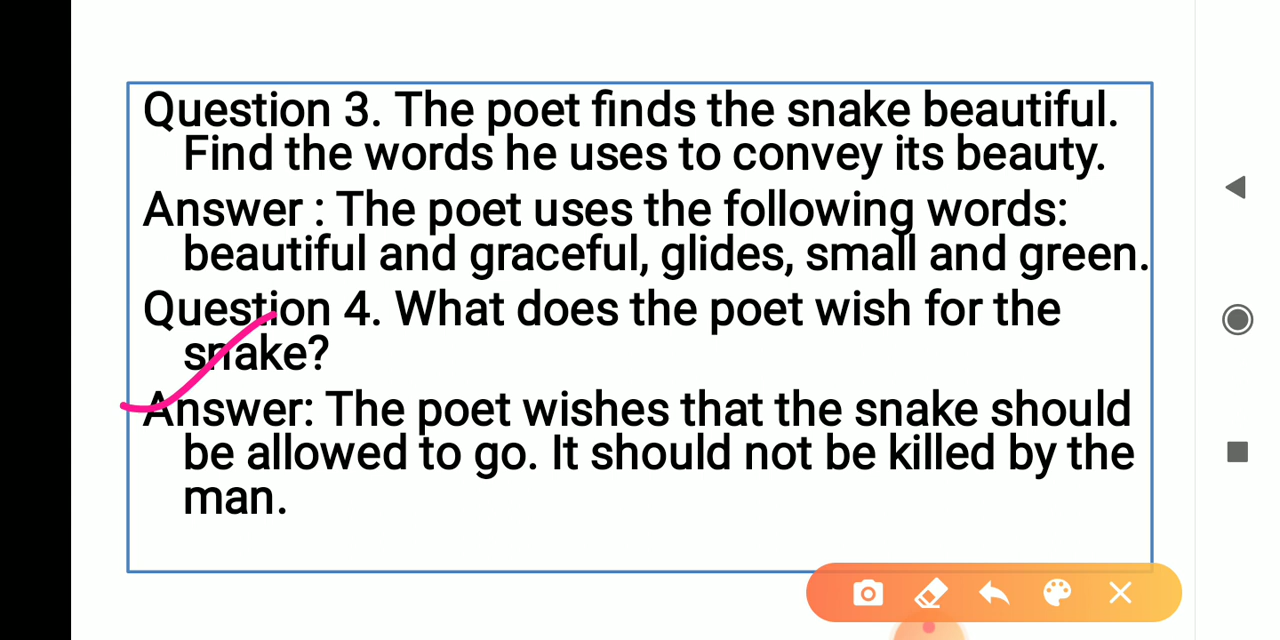 Question 3. The poet finds the snake beautiful.
Find the words he uses to convey its beauty.
Answer : The poet uses the following words:
beautiful and graceful, glides, small and green.
Question 4. What does the poet wish for the
snake?
Answer: The poet wishes that the snake should
be allowed to go. It should not be killed by the
man.